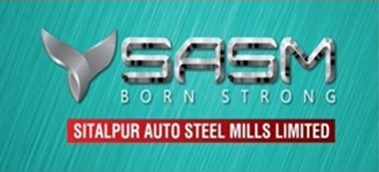 SASM
BORN STRONG
SITALPUR AUTO STEEL MILLS LIMITED